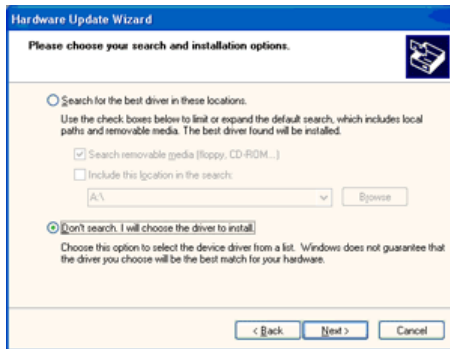 Hardware Update Wizard
Please choose your search and installation options.
Search for the best driver in these locations.
Use the check boxes below to limit or expand the default search, which includes local
paths and removable media. The best driver found will be installed.
Search removable media (floppy, CD-ROM...)
Include this location in the search:
A:\
Browse
Don't search. I will choose the driver to install.
Choose this option to select the device driver from a list. Windows does not guarantee that
the driver you choose will be the best match for your hardware.
< Back Next > Cancel